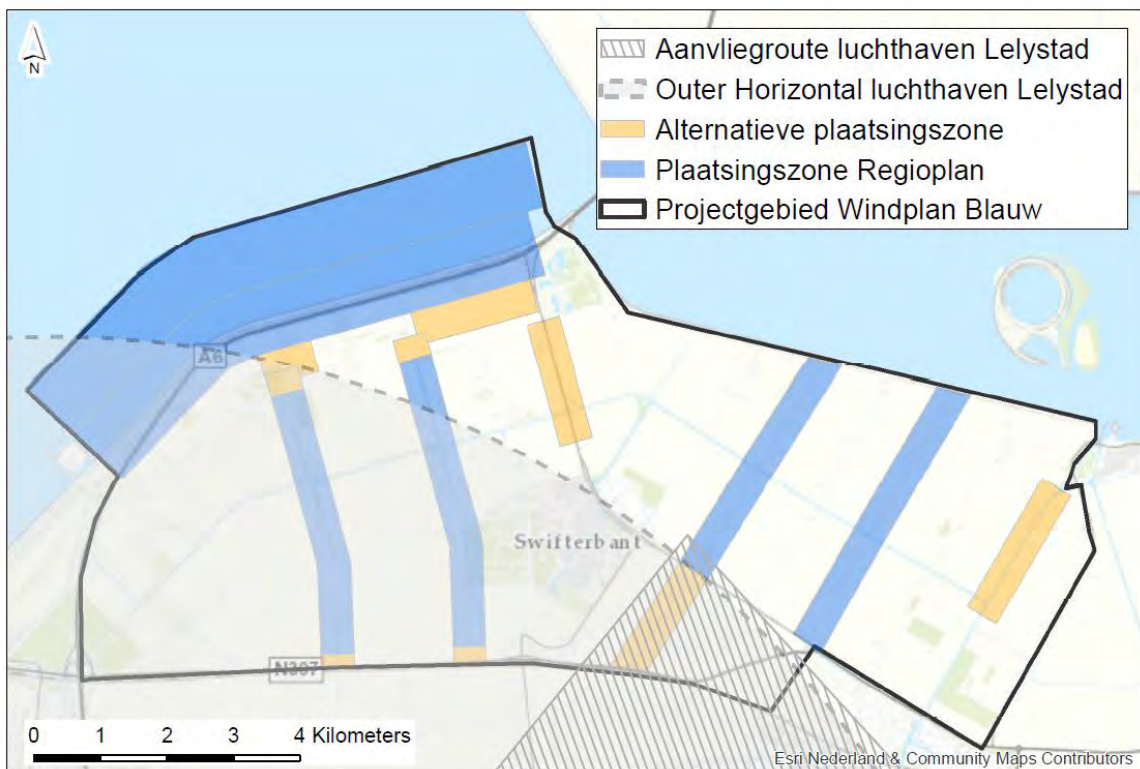 N
Aanvliegroute luchthaven Lelystad
Outer Horizontal luchthaven Lelystad
Alternatieve plaatsingszone
Plaatsingszone Regioplan
Projectgebied Windplan Blauw
A6
Swifterbant
N307
0 1 2 3 4 Kilometers
Esri Nederland & Community Maps Contributors